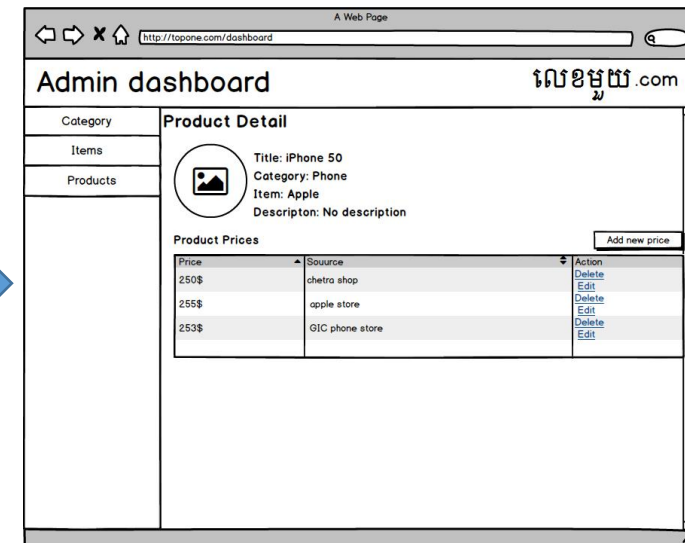 A Web Page
http://topone.com/dashboard
Admin dashboard
លេខមួយ.com
Category
Items
Products
Product Detail
Title: iPhone 50
Category: Phone
Item: Apple
Descripton: No description
Product Prices
Add new price
Price Souurce Action
250$ chetra shop Delete
Edit
255$ apple store Delete
Edit
253$ GIC phone store Delete
Edit